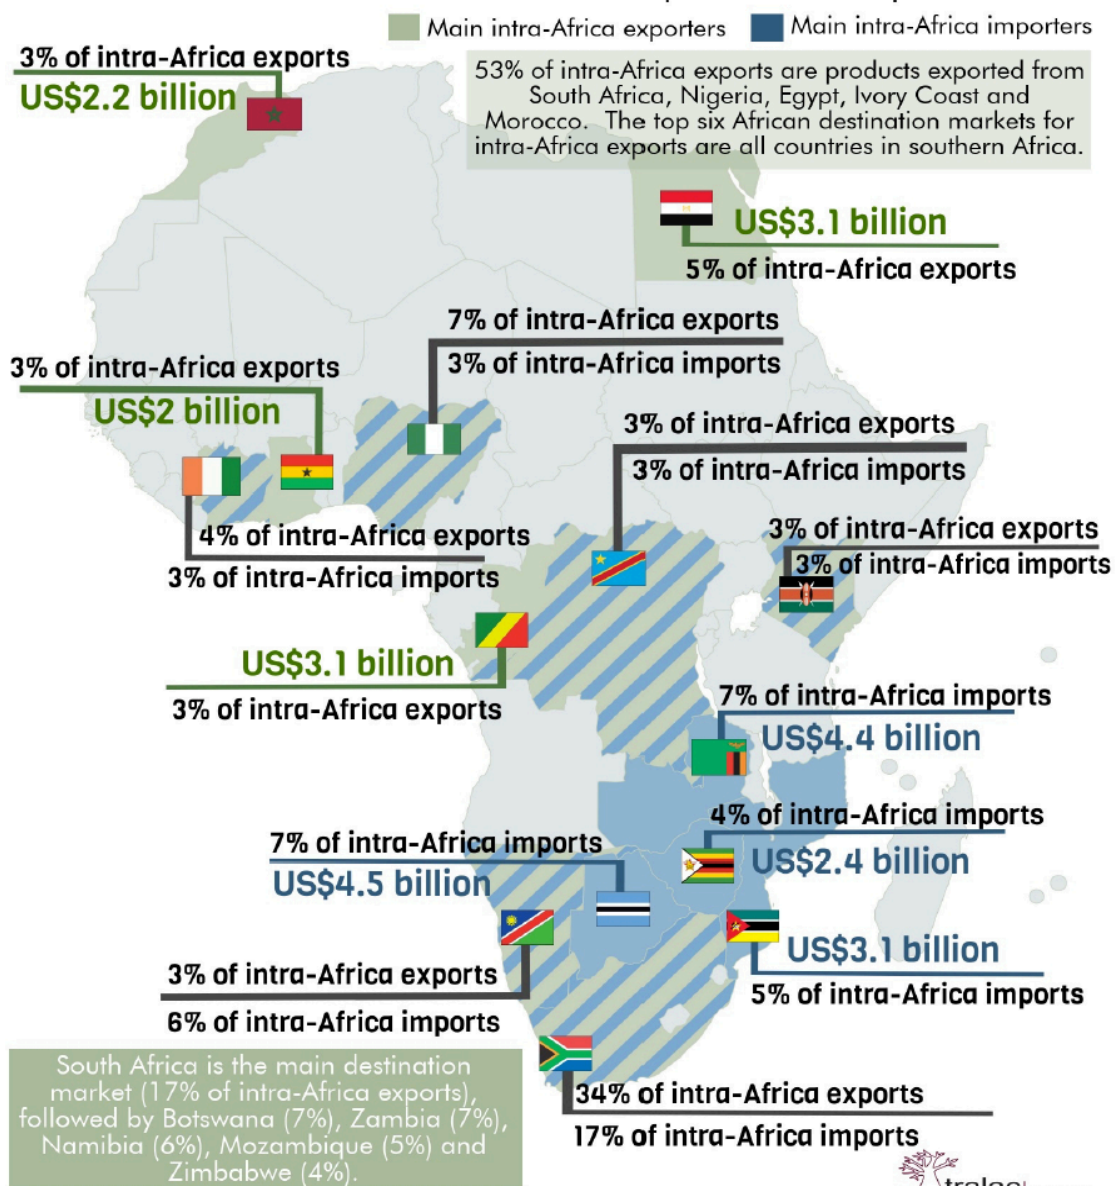 Main intra-Africa exporters
Main intra-Africa importers
3% of intra-Africa exports
US$2.2 billion
53% of intra-Africa exports are products exported from
South Africa, Nigeria, Egypt, Ivory Coast and
Morocco. The top six African destination markets for
intra-Africa exports are all countries in southern Africa.
US$3.1 billion
5% of intra-Africa exports
7% of intra-Africa exports
3% of intra-Africa imports
3% of intra-Africa exports
US$2 billion
3% of intra-Africa exports
3% of intra-Africa imports
4% of intra-Africa exports
3% of intra-Africa imports
3% of intra-Africa exports
3% of intra-Africa imports
US$3.1 billion
3% of intra-Africa exports
7% of intra-Africa imports
US$4.4 billion
4% of intra-Africa imports
US$2.4 billion
7% of intra-Africa imports
US$4.5 billion
US$3.1 billion
5% of intra-Africa imports
3% of intra-Africa exports
6% of intra-Africa imports
34% of intra-Africa exports
17% of intra-Africa imports
South Africa is the main destination
market (17% of intra-Africa exports),
followed by Botswana (7%), Zambia (7%),
Namibia (6%), Mozambique (5%) and
Zimbabwe (4%).